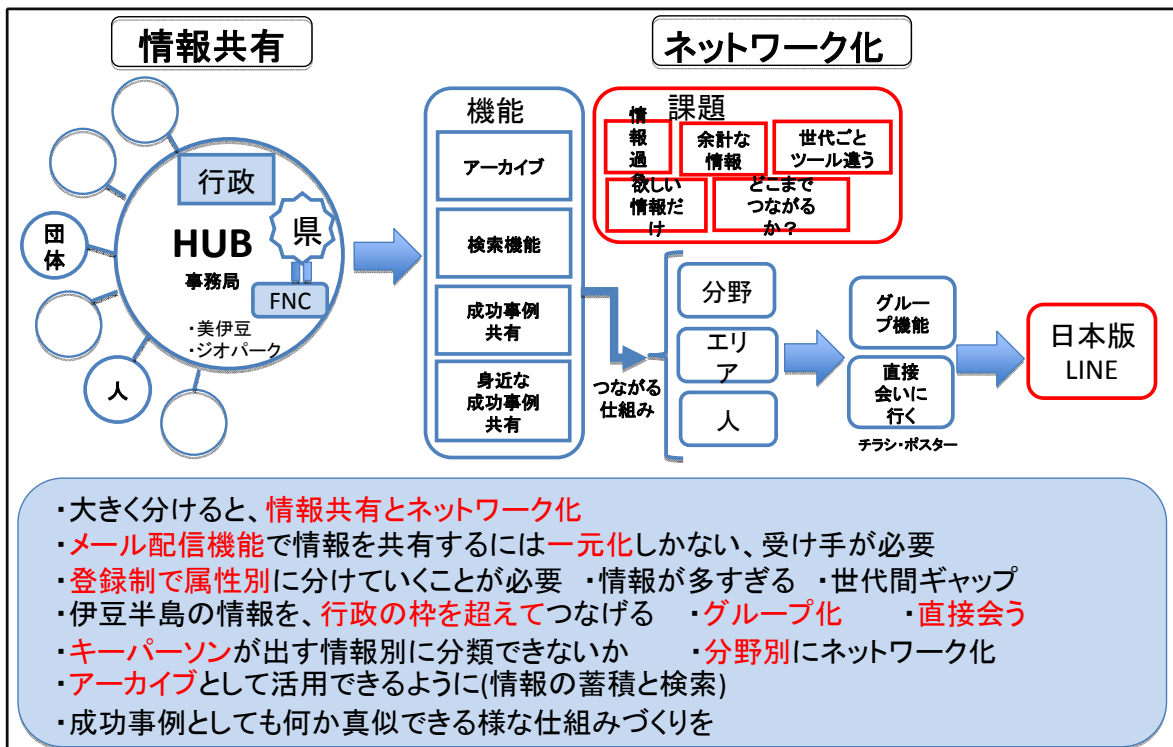 情報共有
ネットワーク化
行政
県
HUB
事務局
FNC
・美伊豆
・ジオパーク
団
体
人
機能
アーカイブ
検索機能
成功事例
共有
身近な
成功事例
共有
課題
情
報
過
余計な
情報
世代ごと
ツール違う
欲しい
情報だ
け
どこまで
つながる
か？
つながる
仕組み
分野
エリ
ア
人
グルー
プ機能
直接
会いに
行く
チラシ・ポスター
日本版
LINE
・大きく分けると、情報共有とネットワーク化
・メール配信機能で情報を共有するには一元化しかない、受け手が必要
・登録制で属性別に分けていくことが必要 ・情報が多すぎる ・世代間ギャップ
・伊豆半島の情報を、行政の枠を超えてつなげる ・グループ化 ・直接会う
・キーパーソンが出す情報別に分類できないか ・分野別にネットワーク化
・アーカイブとして活用できるように(情報の蓄積と検索)
・成功事例としても何か真似できる様な仕組みづくりを